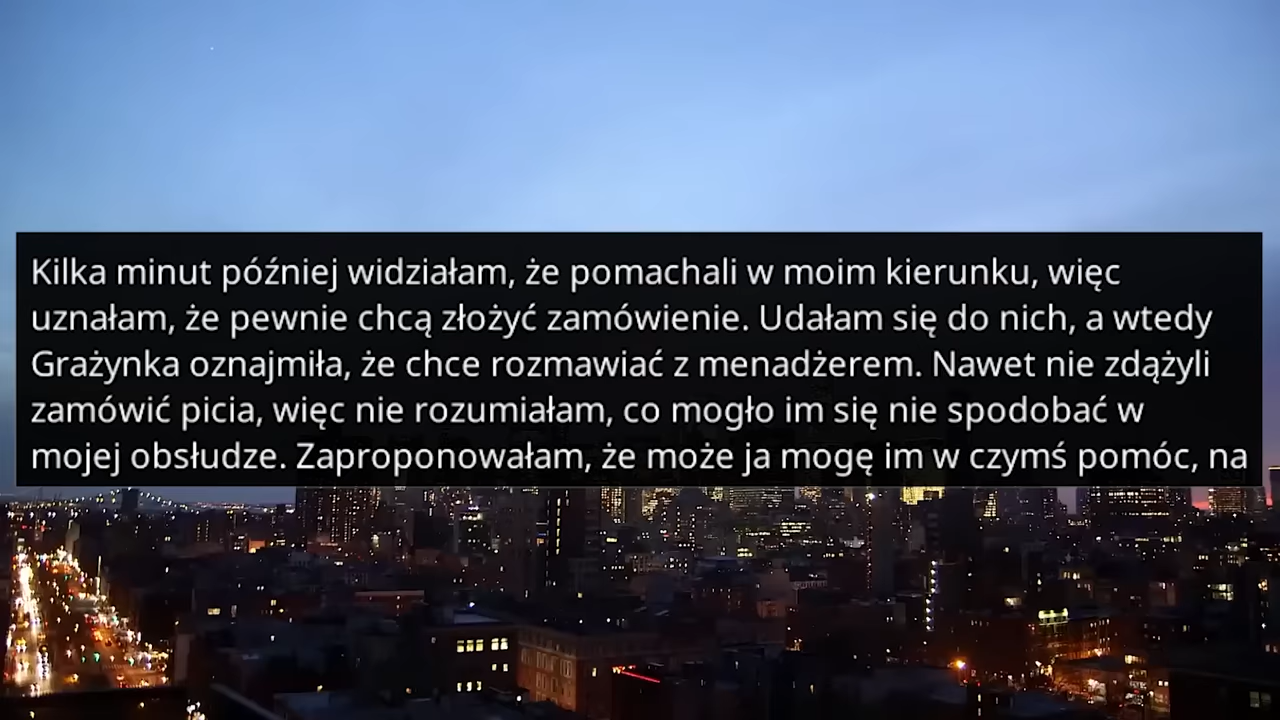 Kilka minut później widziałam, że pomachali w moim kierunku, więc
uznałam, że pewnie chcą złożyć zamówienie. Udałam się do nich, a wtedy
Grażynka oznajmiła, że chce rozmawiać z menadżerem. Nawet nie zdążyli
zamówić picia, więc nie rozumiałam, co mogło im się nie spodobać w
mojej obsłudze. Zaproponowałam, że może ja mogę im w czymś pomóc, na